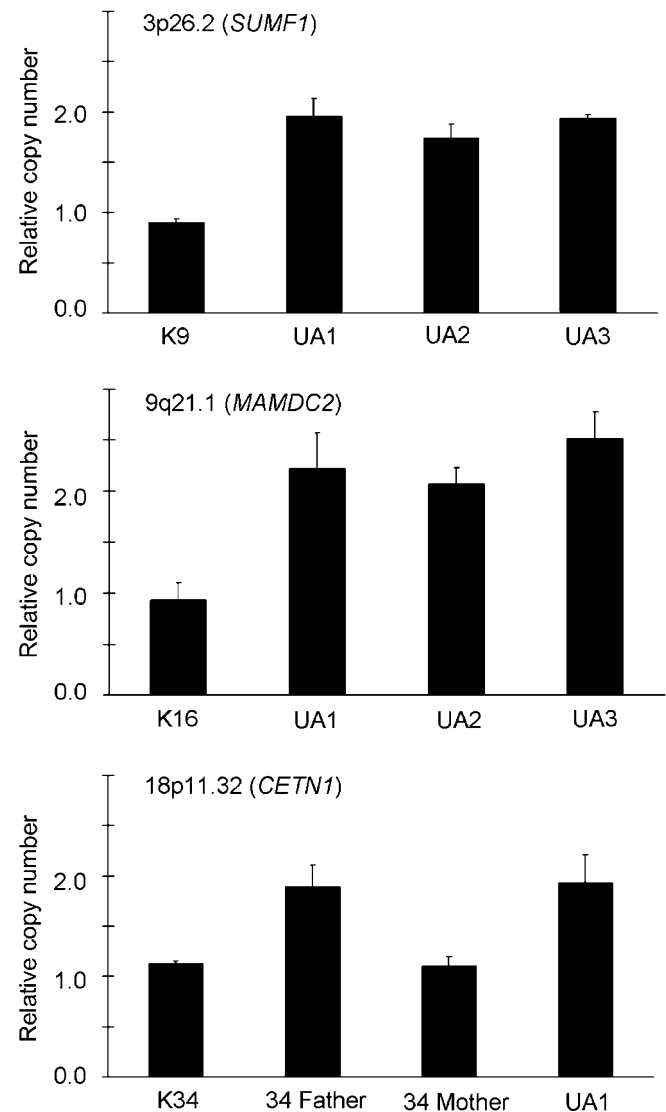 3p26.2 (SUMF1)
Relative copy number
2.0
1.0
0.0
K9 UA1 UA2 UA3
9q21.1 (MAMDC2)
Relative copy number
2.0
1.0
0.0
K16 UA1 UA2 UA3
18p11.32 (CETN1)
Relative copy number
2.0
1.0
0.0
K34 34 Father 34 Mother UA1